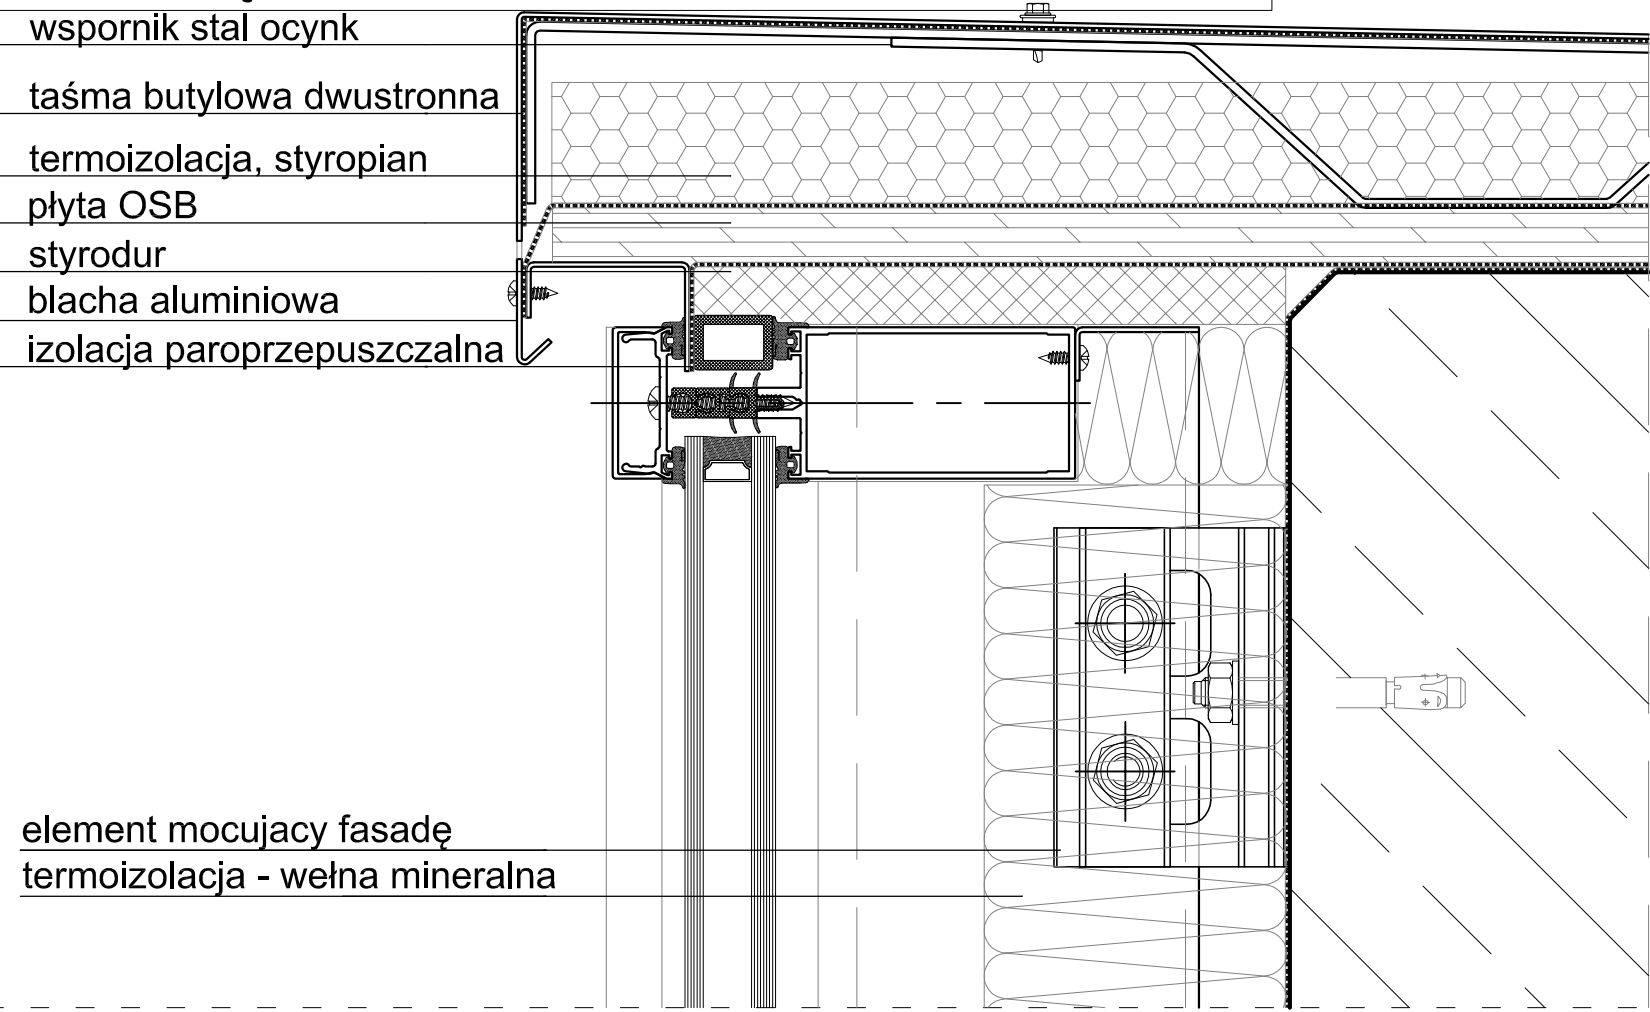 wspornik stal ocynk
taśma butylowa dwustronna
termoizolacja, styropian
płyta OSB
styrodur
blacha aluminiowa
izolacja paroprzepuszczalna
element mocujacy fasadę
termoizolacja - wełna mineralna